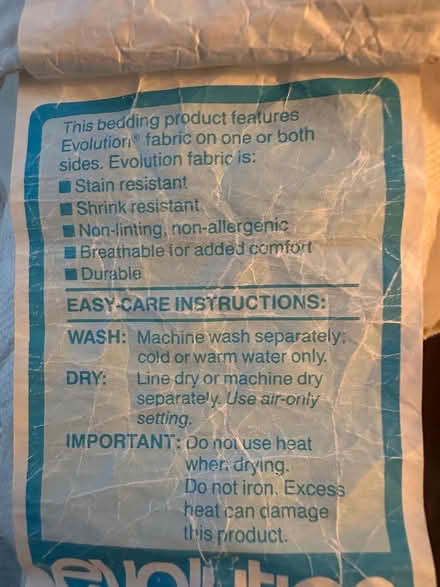 This bedding product features
Evolution® fabric on one or both
sides. Evolution fabric is:
■ Stain resistant
■ Shrink resistant
■ Non-linting, non-allergenic
■ Breathable for added comfort
■ Durable
EASY-CARE INSTRUCTIONS:
WASH: Machine wash separately;
cold or warm water only.
DRY: Line dry or machine dry
separately. Use air-only
setting.
IMPORTANT: Do not use heat
when drying.
Do not iron. Excess
heat can damage
this product.
evolution